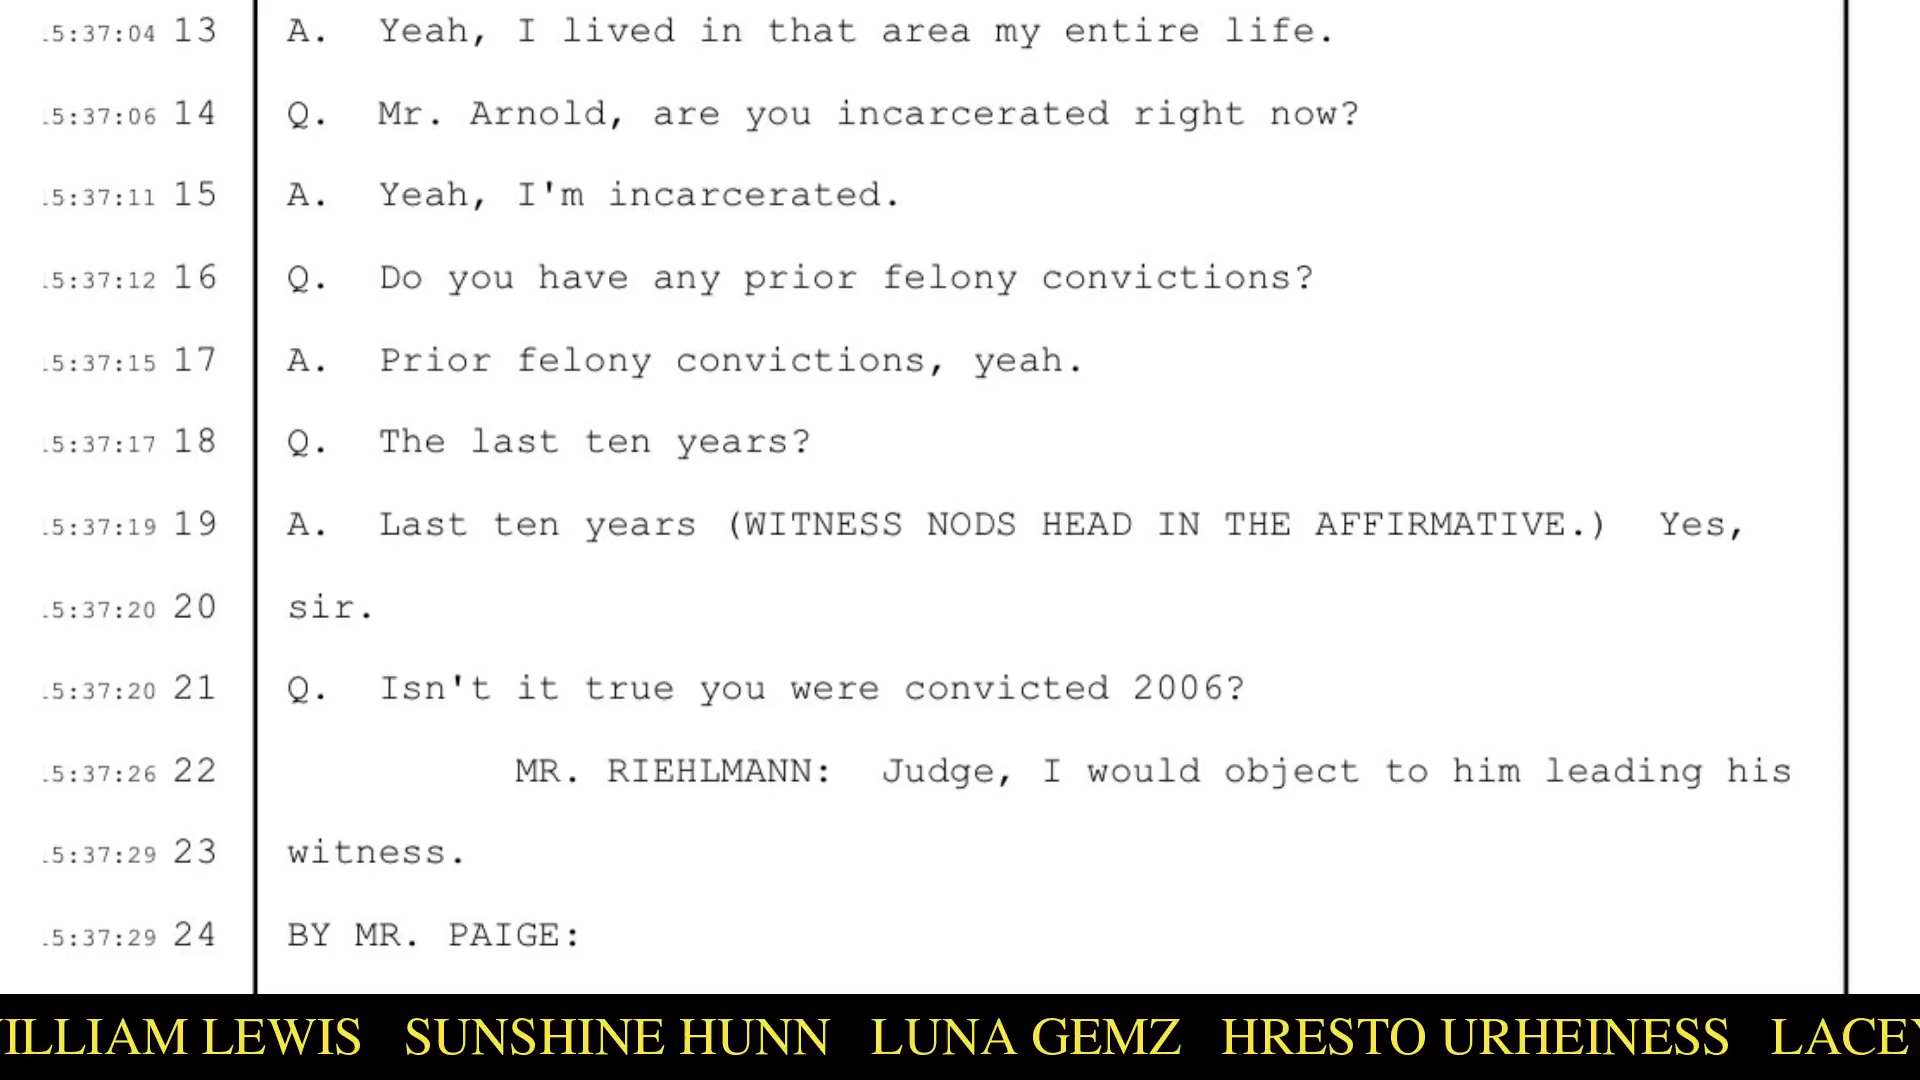 .5:37:04 13 A. Yeah, I lived in that area my entire life.
.5:37:06 14 Q. Mr. Arnold, are you incarcerated right now?
.5:37:11 15 A. Yeah, I'm incarcerated.
.5:37:12 16 Q. Do you have any prior felony convictions?
.5:37:15 17 A. Prior felony convictions, yeah.
.5:37:17 18 Q. The last ten years?
.5:37:19 19 A. Last ten years (WITNESS NODS HEAD IN THE AFFIRMATIVE.) Yes,
.5:37:20 20 sir.
.5:37:20 21 Q. Isn't it true you were convicted 2006?
.5:37:26 22 MR. RIEHLMANN: Judge, I would object to him leading his
.5:37:29 23 witness.
.5:37:29 24 BY MR. PAIGE:
ILLIAM LEWIS SUNSHINE HUNN LUNA GEMZ HRESTO URHEINESS LACE